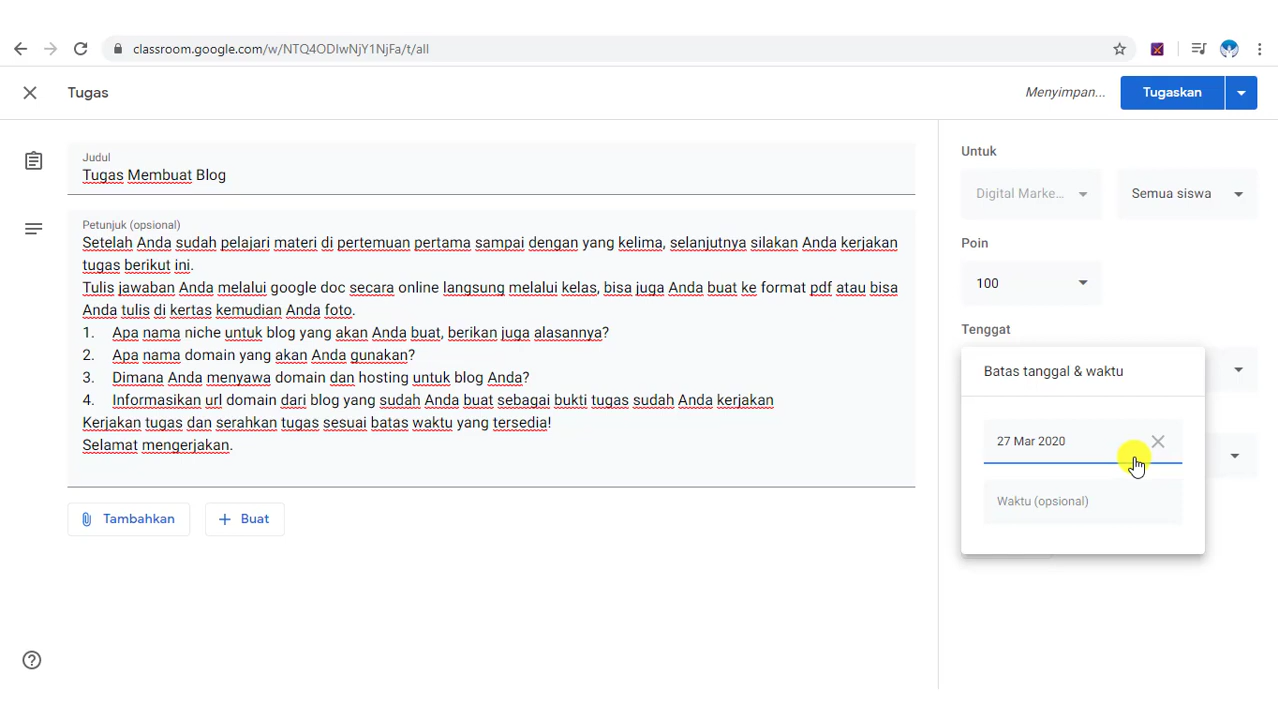 classroom.google.com/w/NTQ4ODIwNjY1NjFa/t/all
Tugas
Menyimpan...
Tugaskan
Judul
Tugas Membuat Blog
Petunjuk (opsional)
Setelah Anda sudah pelajari materi di pertemuan pertama sampai dengan yang kelima, selanjutnya silakan Anda kerjakan
tugas berikut ini.
Tulis jawaban Anda melalui google doc secara online langsung melalui kelas, bisa juga Anda buat ke format pdf atau bisa
Anda tulis di kertas kemudian Anda foto.
1. Apa nama niche untuk blog yang akan Anda buat, berikan juga alasannya?
2. Apa nama domain yang akan Anda gunakan?
3. Dimana Anda menyawa domain dan hosting untuk blog Anda?
4. Informasikan url domain dari blog yang sudah Anda buat sebagai bukti tugas sudah Anda kerjakan
Kerjakan tugas dan serahkan tugas sesuai batas waktu yang tersedia!
Selamat mengerjakan.
Tambahkan
Buat
Untuk
Digital Marke...
Semua siswa
Poin
100
Tenggat
Batas tanggal & waktu
27 Mar 2020
Waktu (opsional)